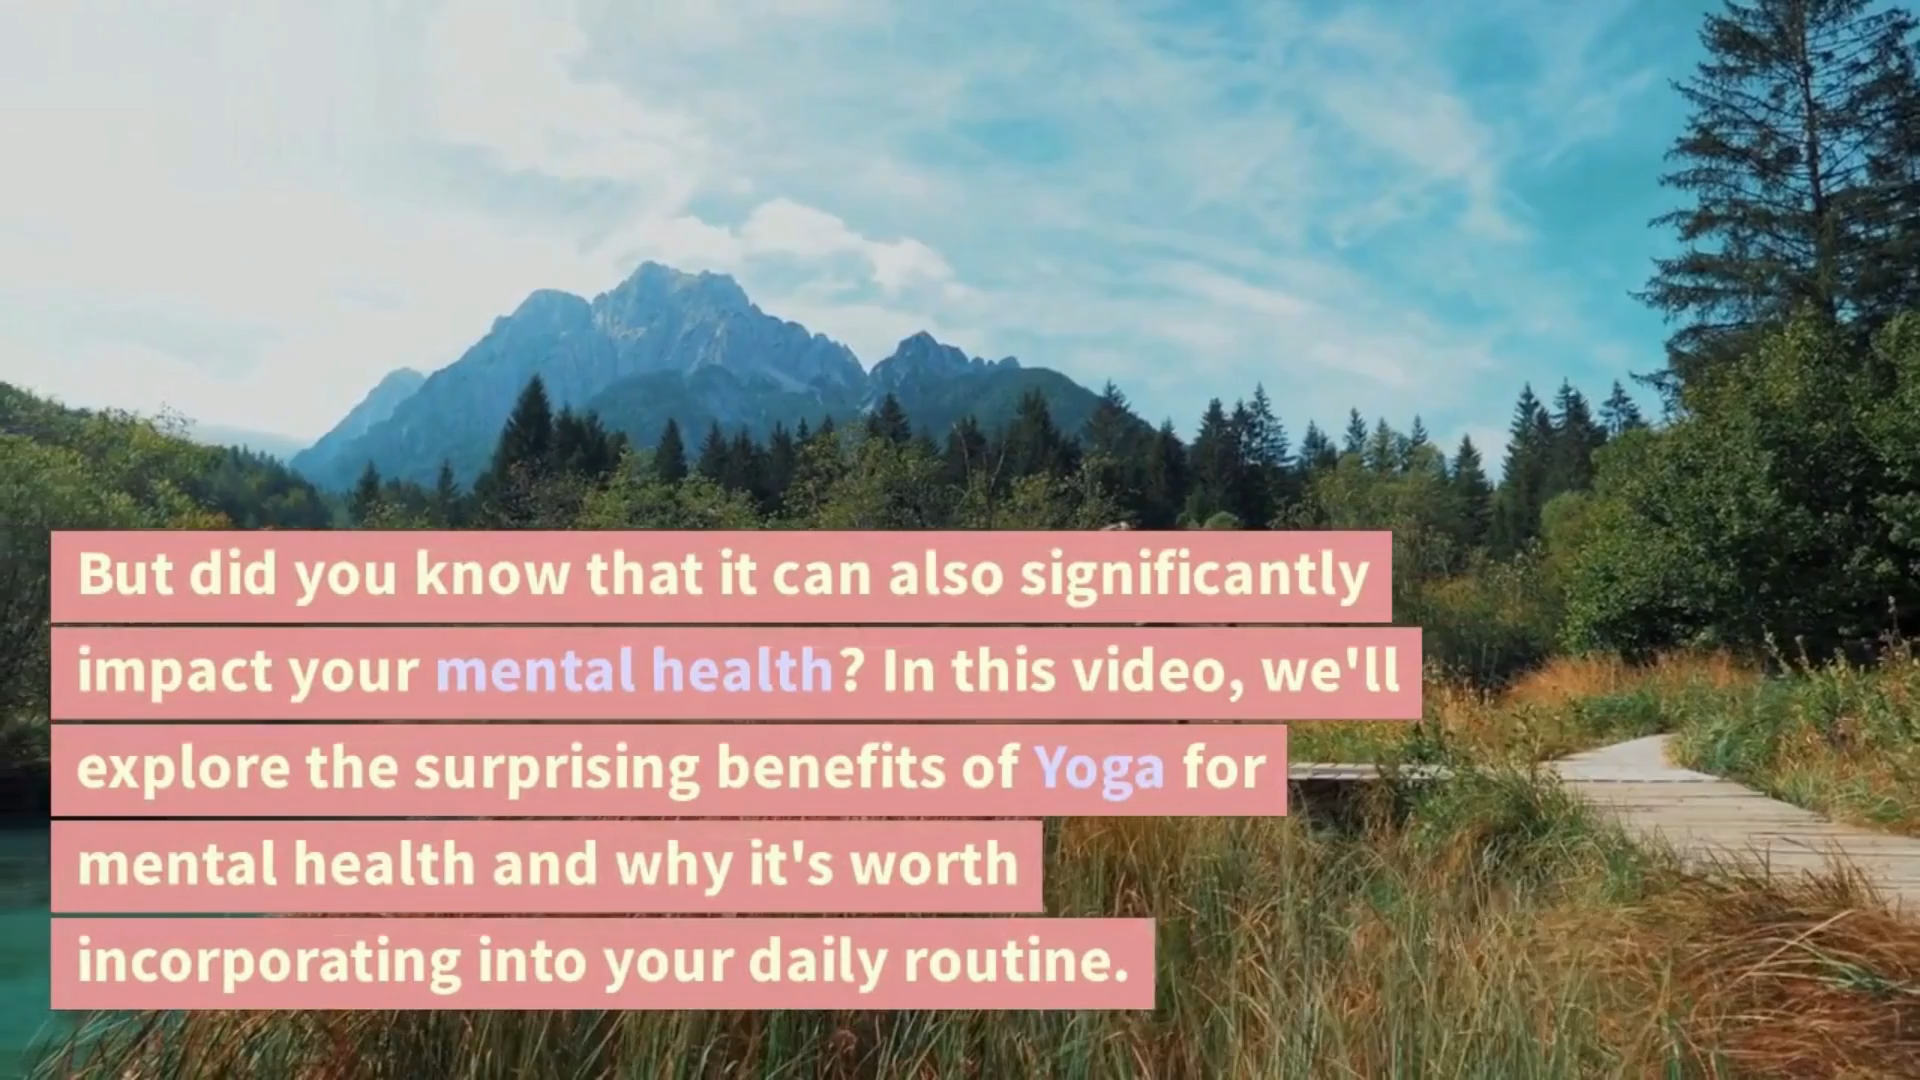 But did you know that it can also significantly
impact your mental health? In this video, we'll
explore the surprising benefits of Yoga for
mental health and why it's worth
incorporating into your daily routine.